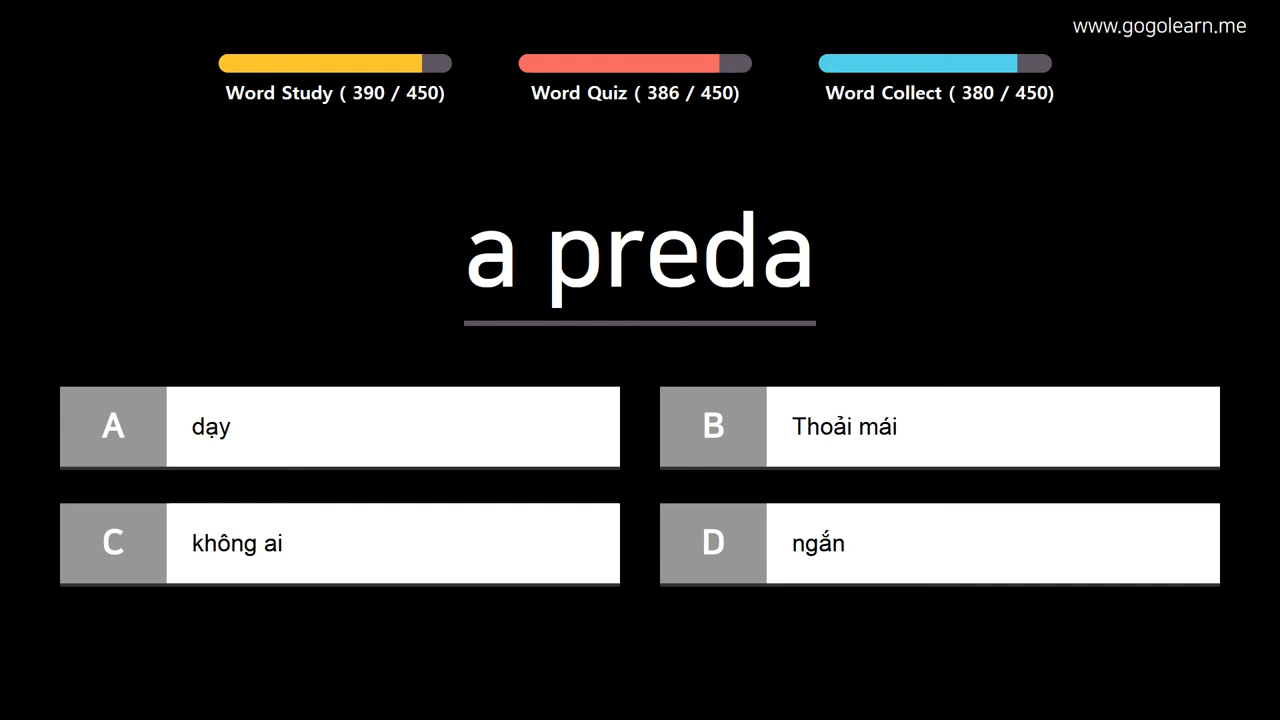 www.gogolearn.me
Word Study ( 390 / 450)
Word Quiz ( 386 / 450)
Word Collect ( 380 / 450)
a preda
A dạy
B Thoải mái
C không ai
D ngắn